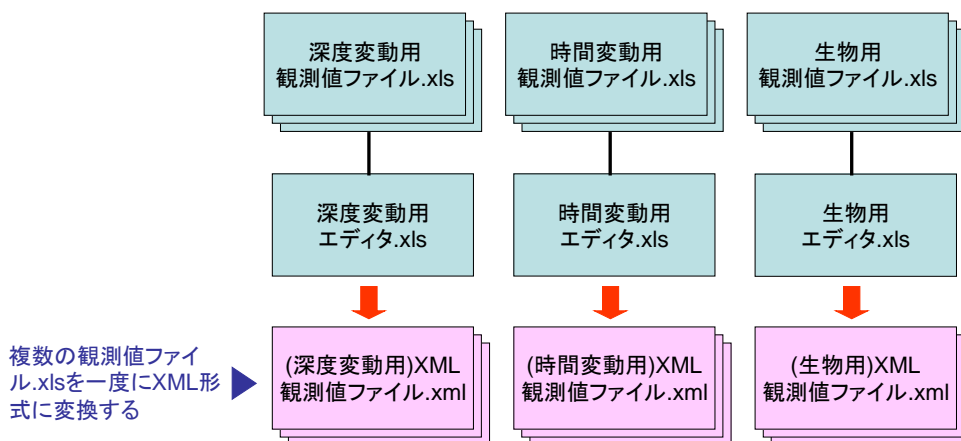 深度変動用
観測値ファイル.xls
時間変動用
観測値ファイル.xls
生物用
観測値ファイル.xls
深度変動用
エディタ.xls
時間変動用
エディタ.xls
生物用
エディタ.xls
複数の観測値ファイ
ル.xlsを一度にXML形
式に変換する
(深度変動用)XML
観測値ファイル.xml
(時間変動用)XML
観測値ファイル.xml
(生物用)XML
観測値ファイル.xml